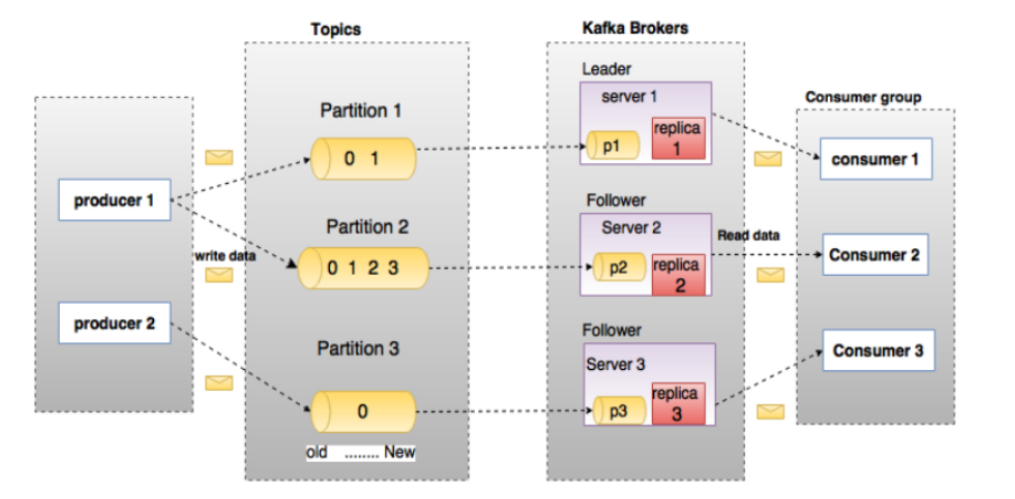 Topics
Kafka Brokers
Leader
server 1
Consumer group
Partition 1
replica
1
p1
0 1
consumer 1
producer 1
Follower
Partition 2
Server 2
Read data
write data
Consumer 2
0 1 2 3
p2
replica
2
producer 2
Follower
Partition 3
Consumer 3
Server 3
replica
3
0
p3
old ........ New